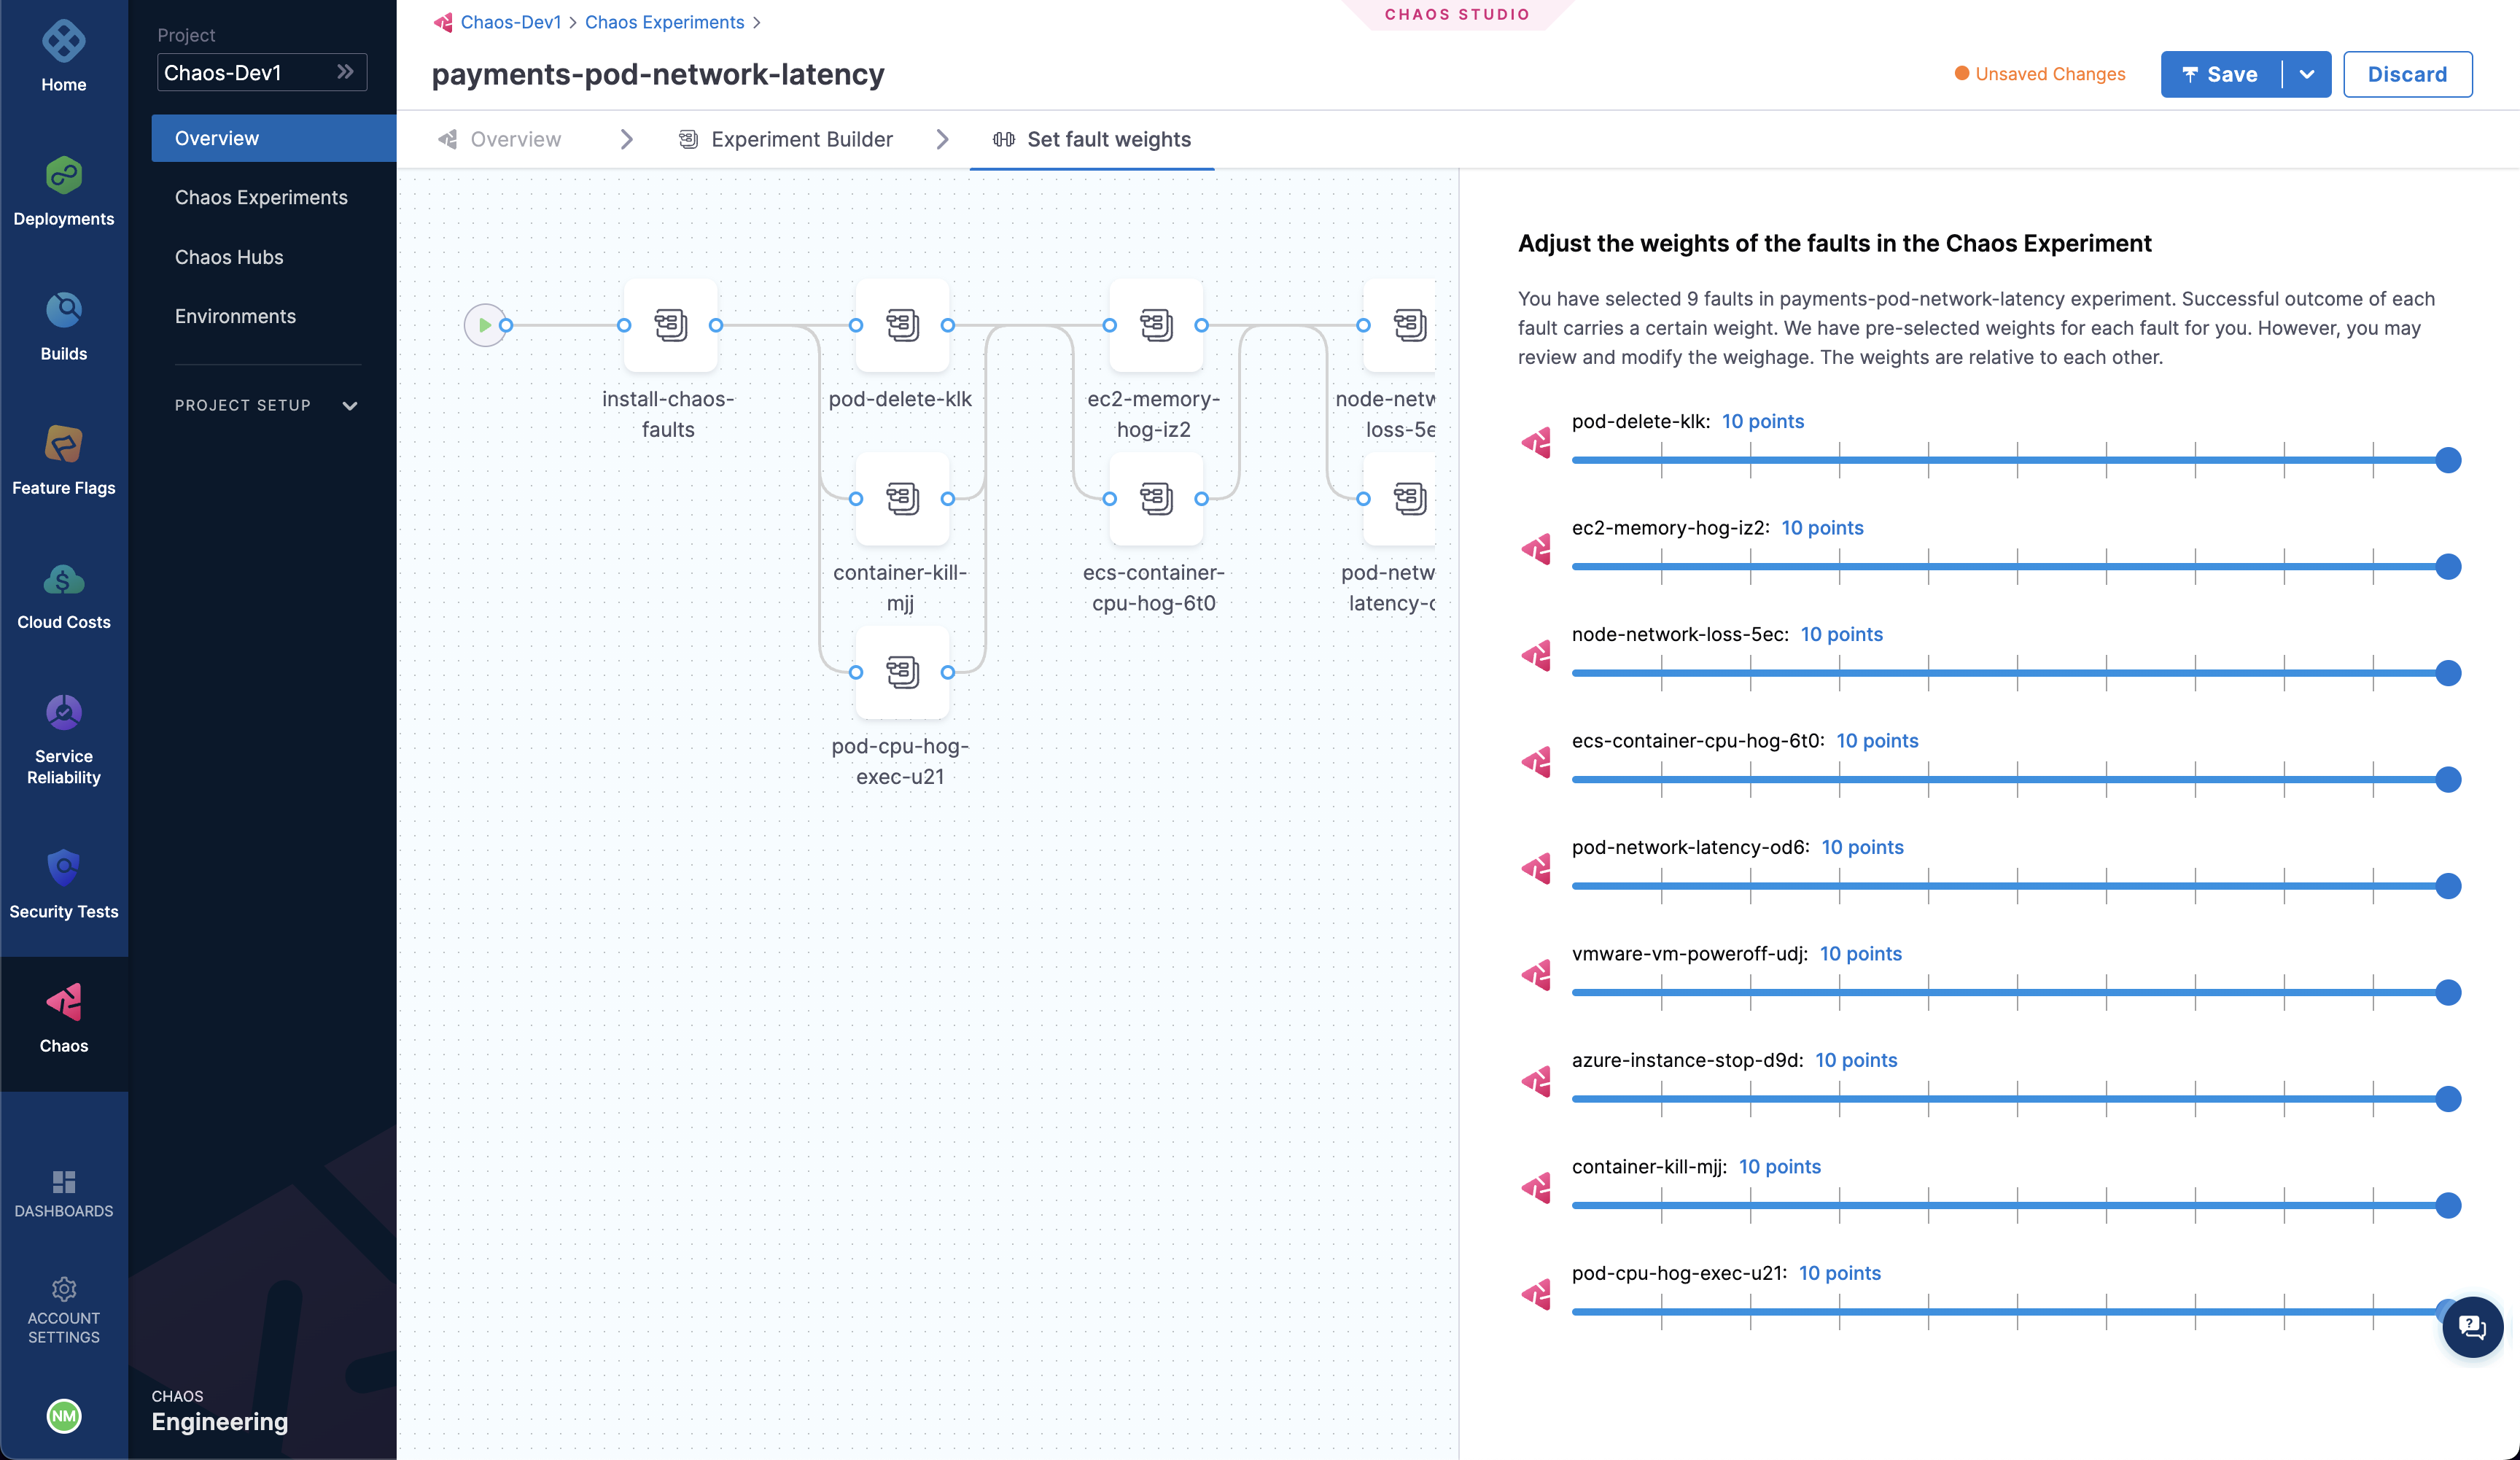 Home
Deployments
Builds
Feature Flags
Cloud Costs
Service
Reliability
Security Tests
Chaos
DASHBOARDS
ACCOUNT
SETTINGS
NM
Project
Chaos-Dev1
Overview
Chaos Experiments
Chaos Hubs
Environments
PROJECT SETUP
CHAOS
Engineering
Chaos-Dev1 > Chaos Experiments >
CHAOS STUDIO
payments-pod-network-latency
Unsaved Changes
Save
Discard
Overview
Experiment Builder
Set fault weights
install-chaos-
faults
pod-delete-klk
ec2-memory-
hog-iz2
node-netw
loss-5e
container-kill-
mjj
ecs-container-
cpu-hog-6t0
pod-netw
latency-
pod-cpu-hog-
exec-u21
Adjust the weights of the faults in the Chaos Experiment
You have selected 9 faults in payments-pod-network-latency experiment. Successful outcome of each
fault carries a certain weight. We have pre-selected weights for each fault for you. However, you may
review and modify the weighage. The weights are relative to each other.
pod-delete-klk: 10 points
ec2-memory-hog-iz2: 10 points
node-network-loss-5ec: 10 points
ecs-container-cpu-hog-6t0: 10 points
pod-network-latency-od6: 10 points
vmware-vm-poweroff-udj: 10 points
azure-instance-stop-d9d: 10 points
container-kill-mjj: 10 points
pod-cpu-hog-exec-u21: 10 points